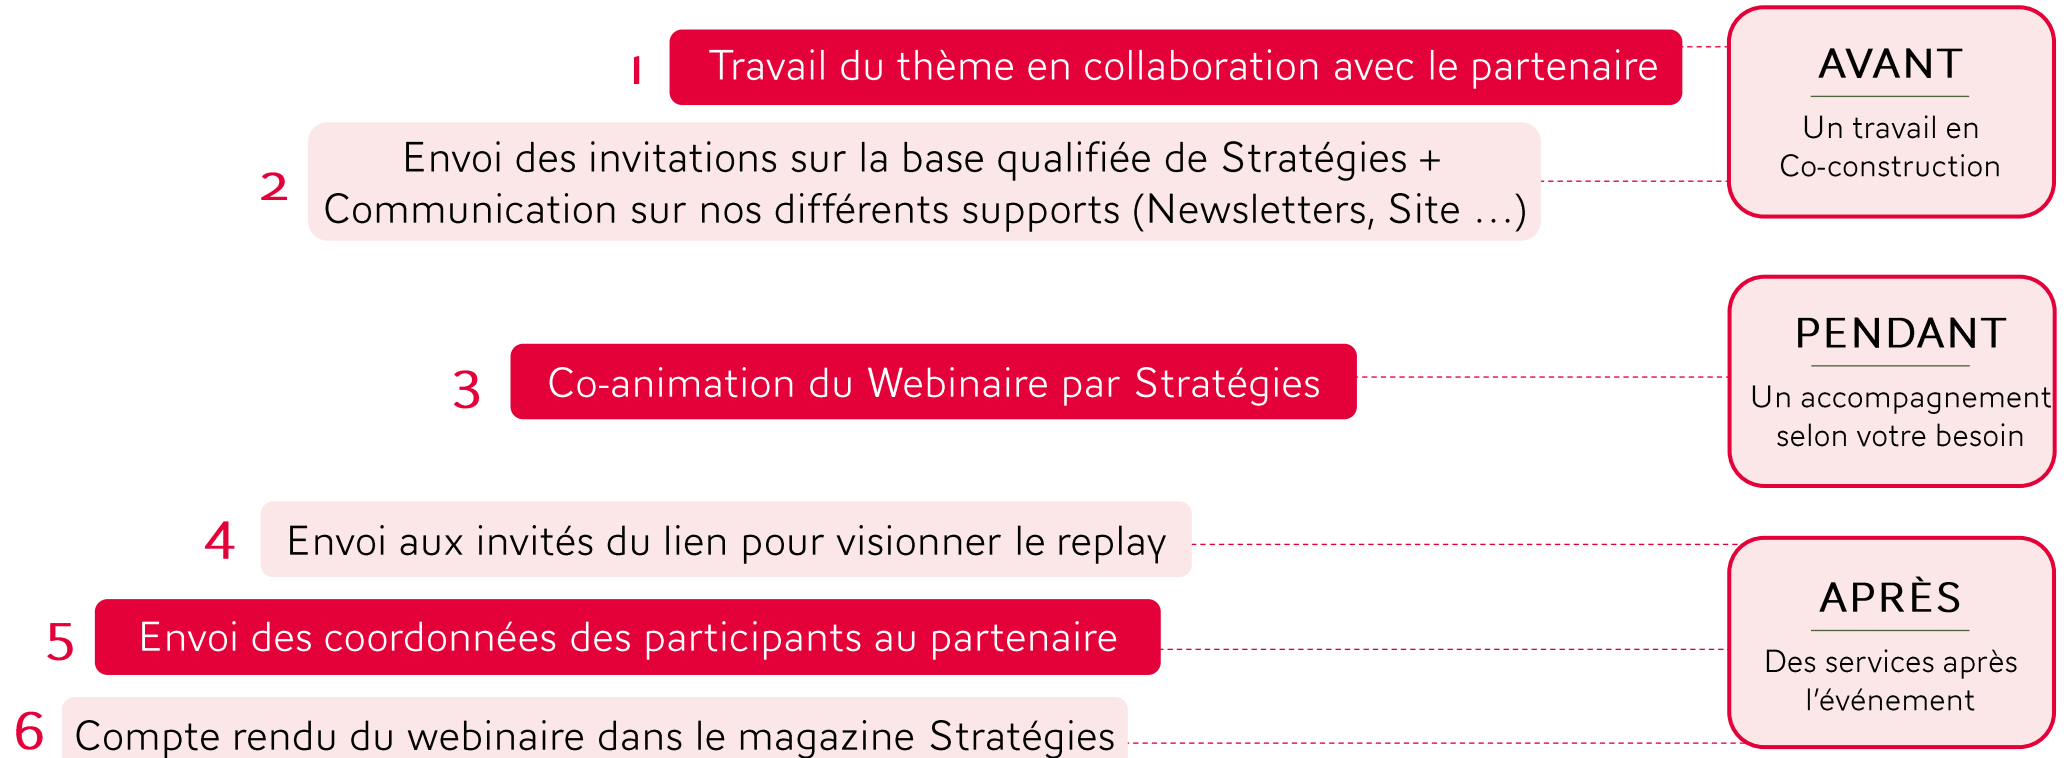 1 Travail du thème en collaboration avec le partenaire
2 Envoi des invitations sur la base qualifiée de Stratégies +
Communication sur nos différents supports (Newsletters, Site ...)
AVANT
Un travail en
Co-construction
3 Co-animation du Webinaire par Stratégies
PENDANT
Un accompagnement
selon votre besoin
4 Envoi aux invités du lien pour visionner le replay
5 Envoi des coordonnées des participants au partenaire
6 Compte rendu du webinaire dans le magazine Stratégies
APRÈS
Des services après
l'événement